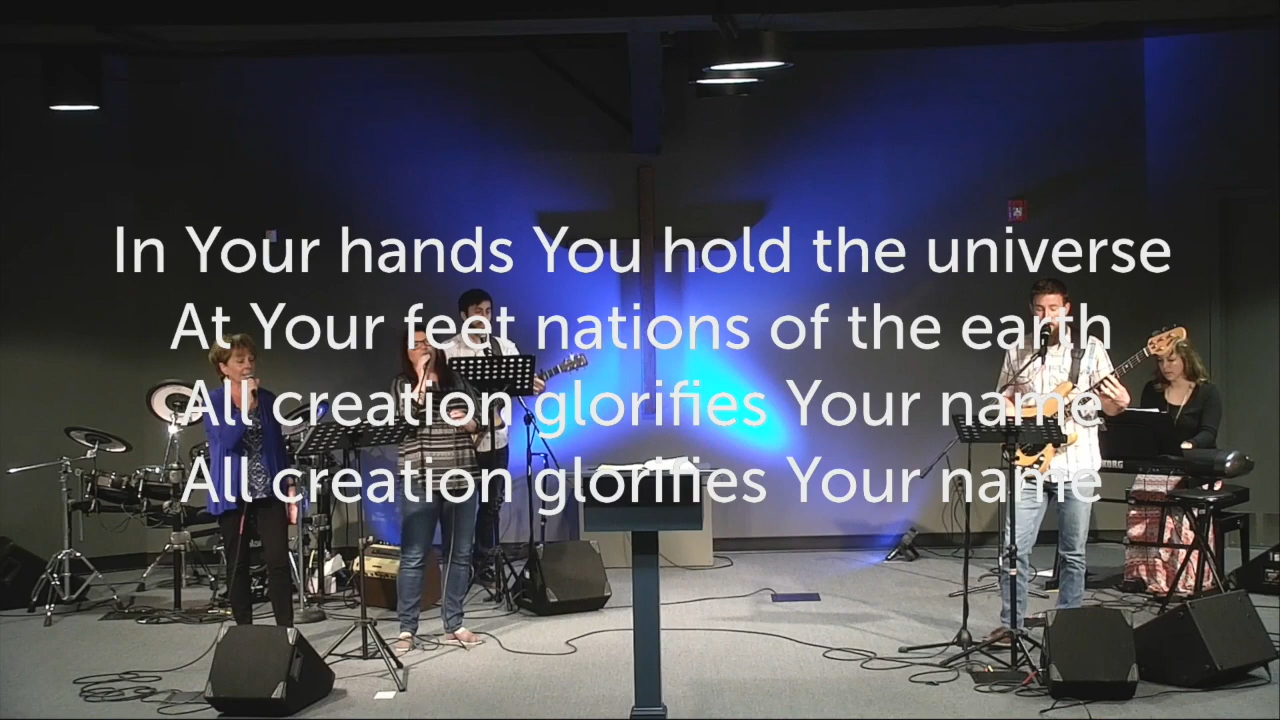 In Your hands You hold the universe
At Your feet nations of the earth
All creation glorifies Your name
All creation glorifies Your name
KORG